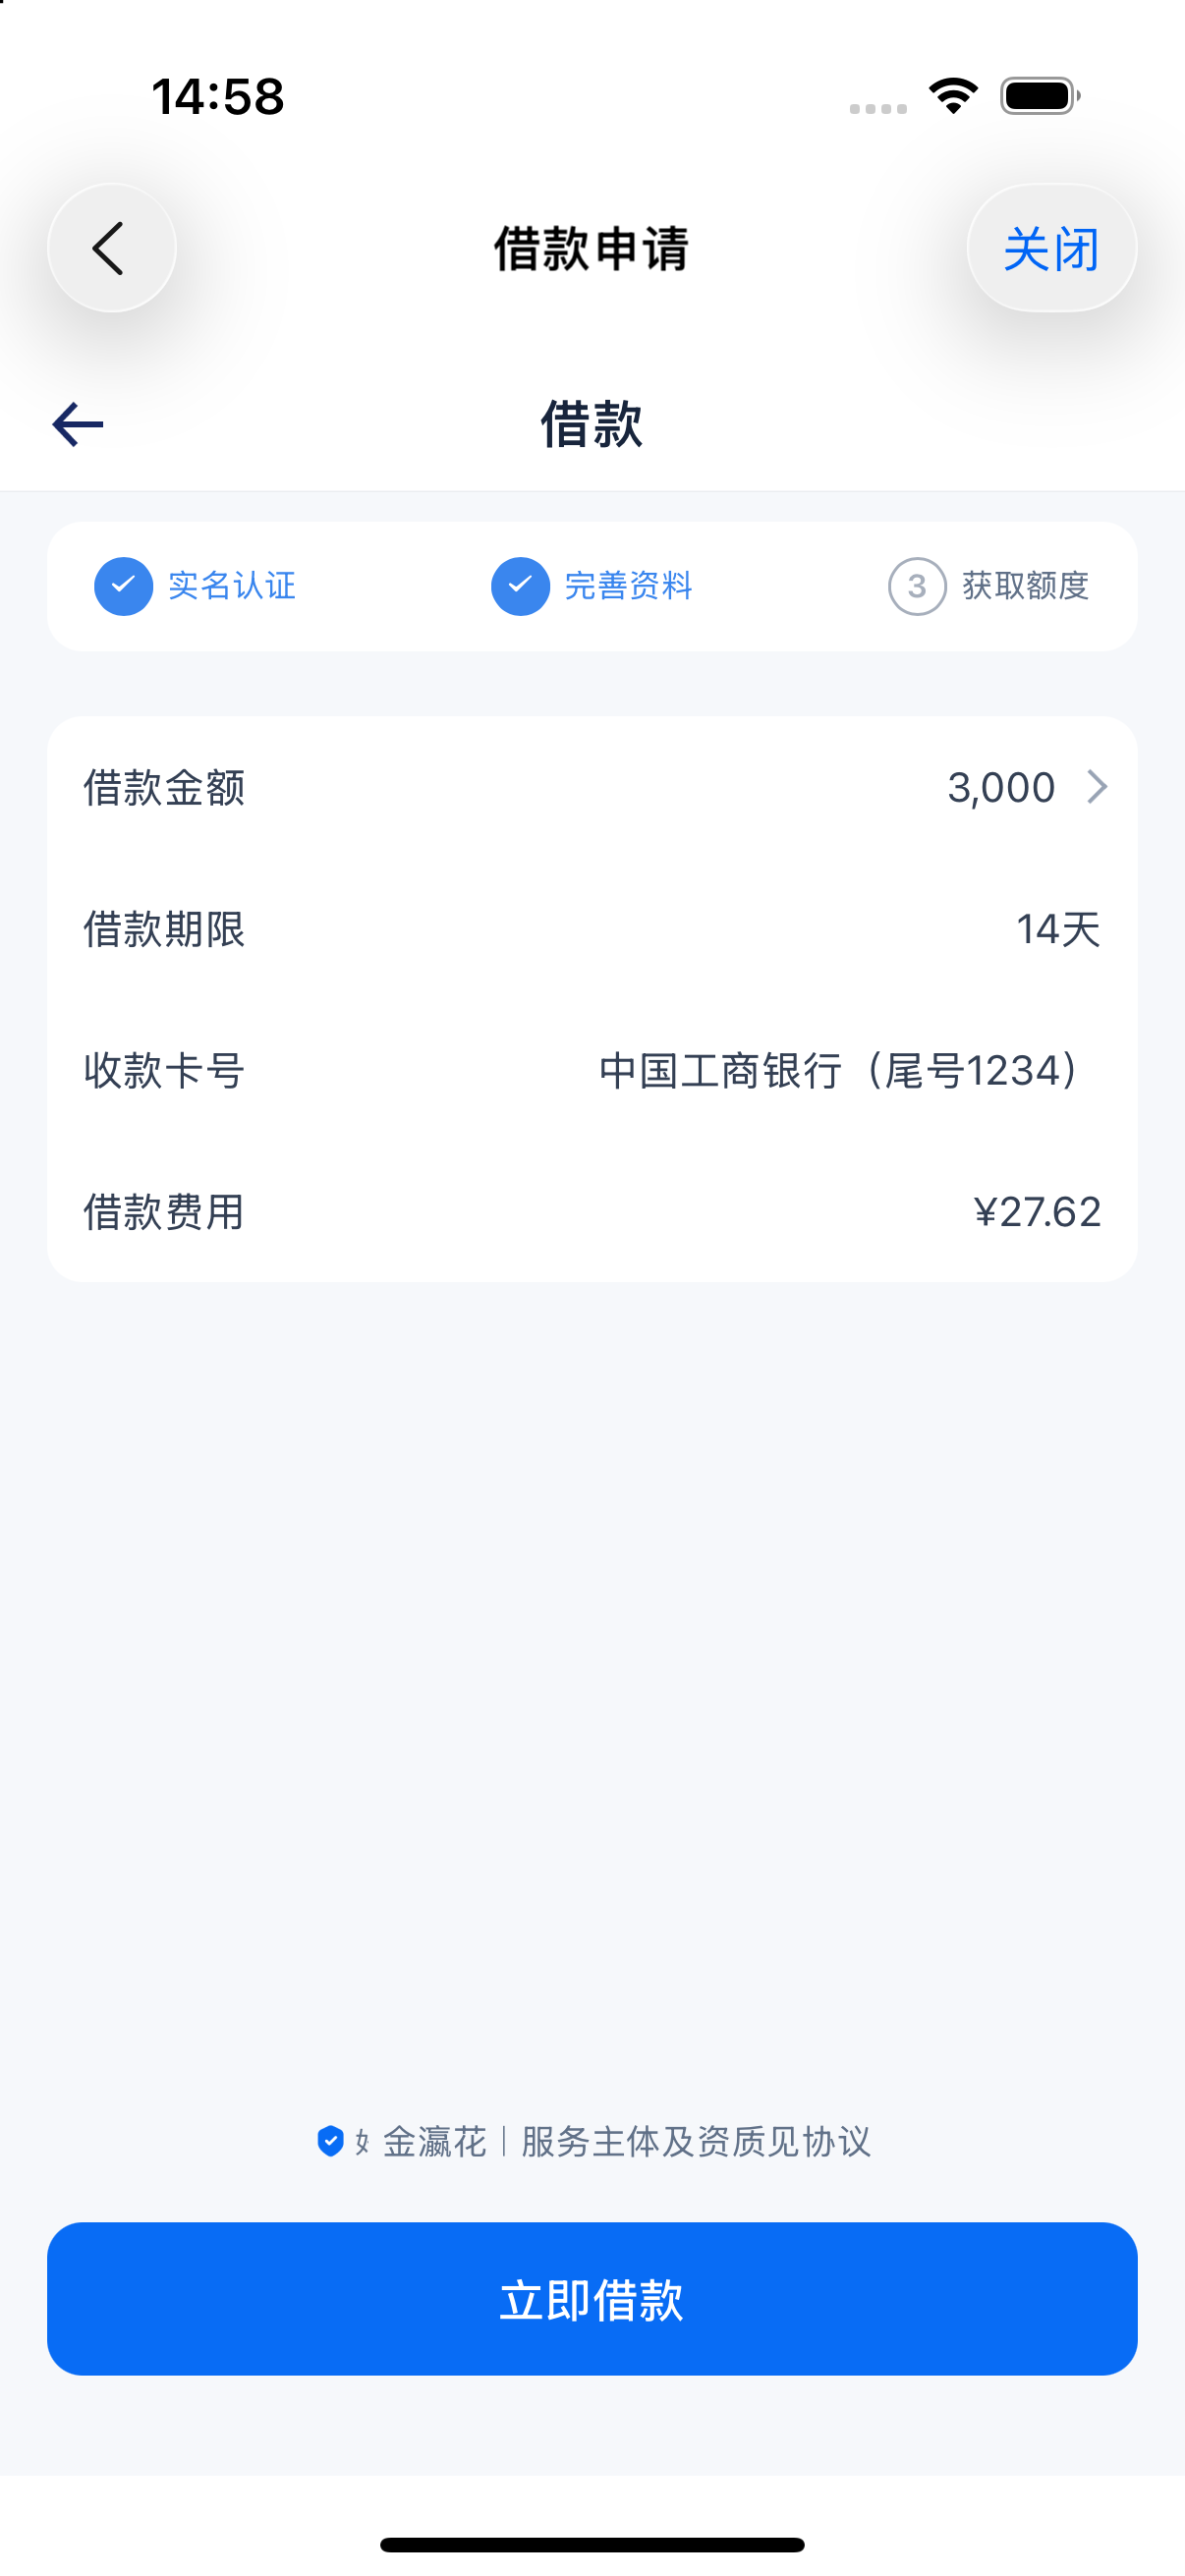 14:58
借款申请
关闭
借款
实名认证
完善资料
3 获取额度
借款金额 3,000
借款期限 14天
收款卡号 中国工商银行（尾号1234）
借款费用 ¥27.62
金瀛花｜服务主体及资质见协议
立即借款